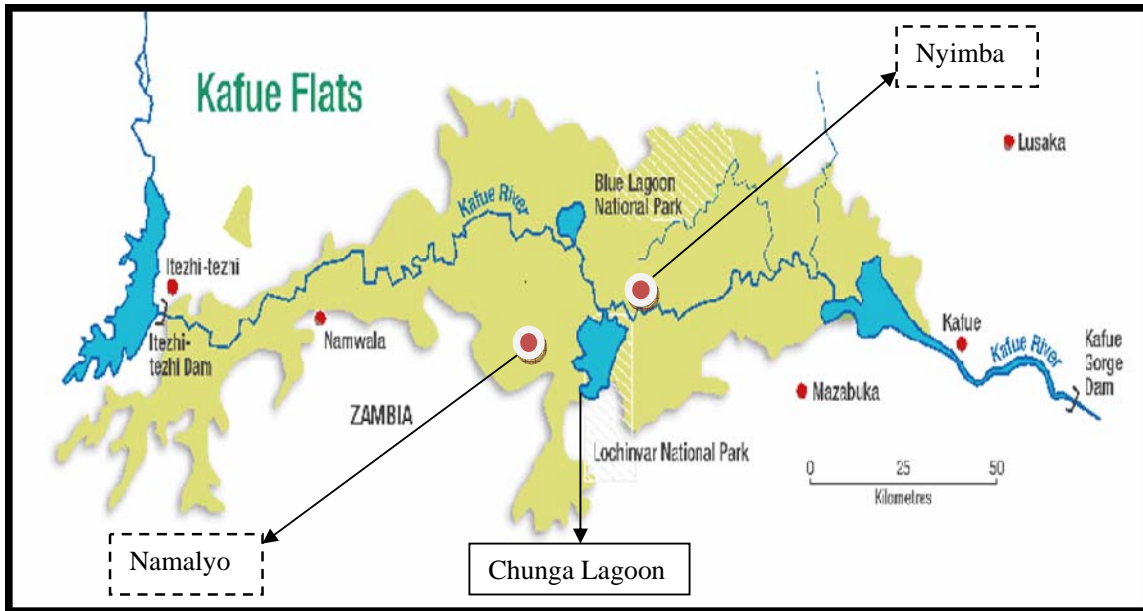 Nyimba
Kafue Flats
Lusaka
Blue Lagoon
National Park
Kafue River
Itezhi-tezhi
Namwala
Itezhi-
tezhi Dam
Kafue
Kafue River
Kafue
Gorge
Dam
Mazabuka
ZAMBIA
Lochinvar National Park
0 25 50
Kilometres
Namalyo
Chunga Lagoon